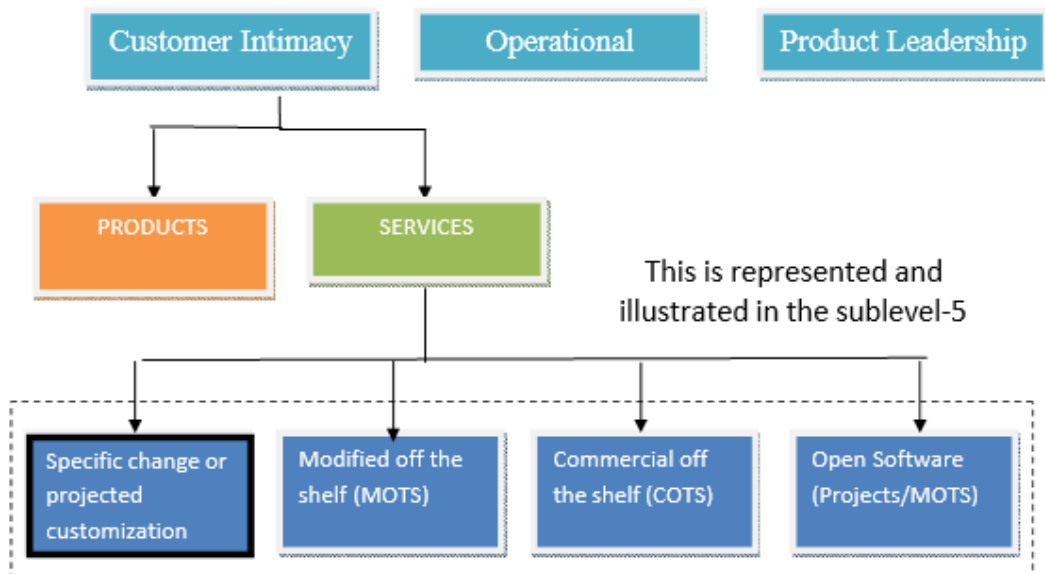 Customer Intimacy
Operational
Product Leadership
PRODUCTS
SERVICES
This is represented and
illustrated in the sublevel-5
Specific change or
projected
customization
Modified off the
shelf (MOTS)
Commercial off
the shelf (COTS)
Open Software
(Projects/MOTS)